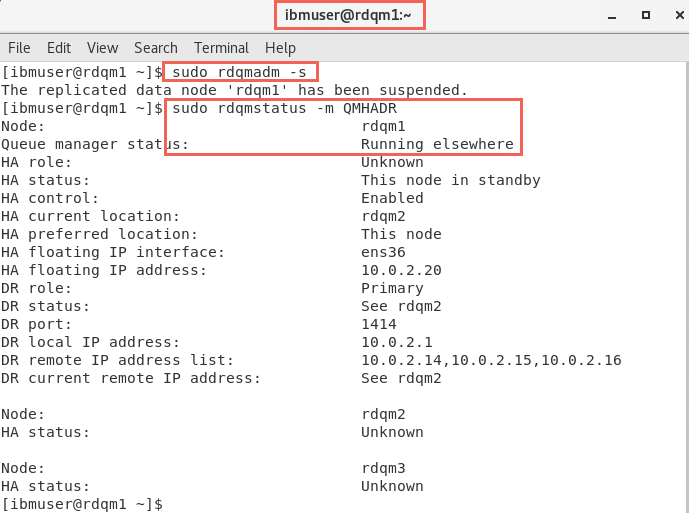 ibmuser@rdqm1:~
File Edit View Search Terminal Help
[ibmuser@rdqm1 ~]$ sudo rdqmadm -s
The replicated data node 'rdqm1' has been suspended.
[ibmuser@rdqm1 ~]$ sudo rdqmstatus -m QMHADR
Node: rdqm1
Queue manager status: Running elsewhere
HA role: Unknown
HA status: This node in standby
HA control: Enabled
HA current location: rdqm2
HA preferred location: This node
HA floating IP interface: ens36
HA floating IP address: 10.0.2.20
DR role: Primary
DR status: See rdqm2
DR port: 1414
DR local IP address: 10.0.2.1
DR remote IP address list: 10.0.2.14,10.0.2.15,10.0.2.16
DR current remote IP address: See rdqm2
Node: rdqm2
HA status: Unknown
Node: rdqm3
HA status: Unknown
[ibmuser@rdqm1 ~]$